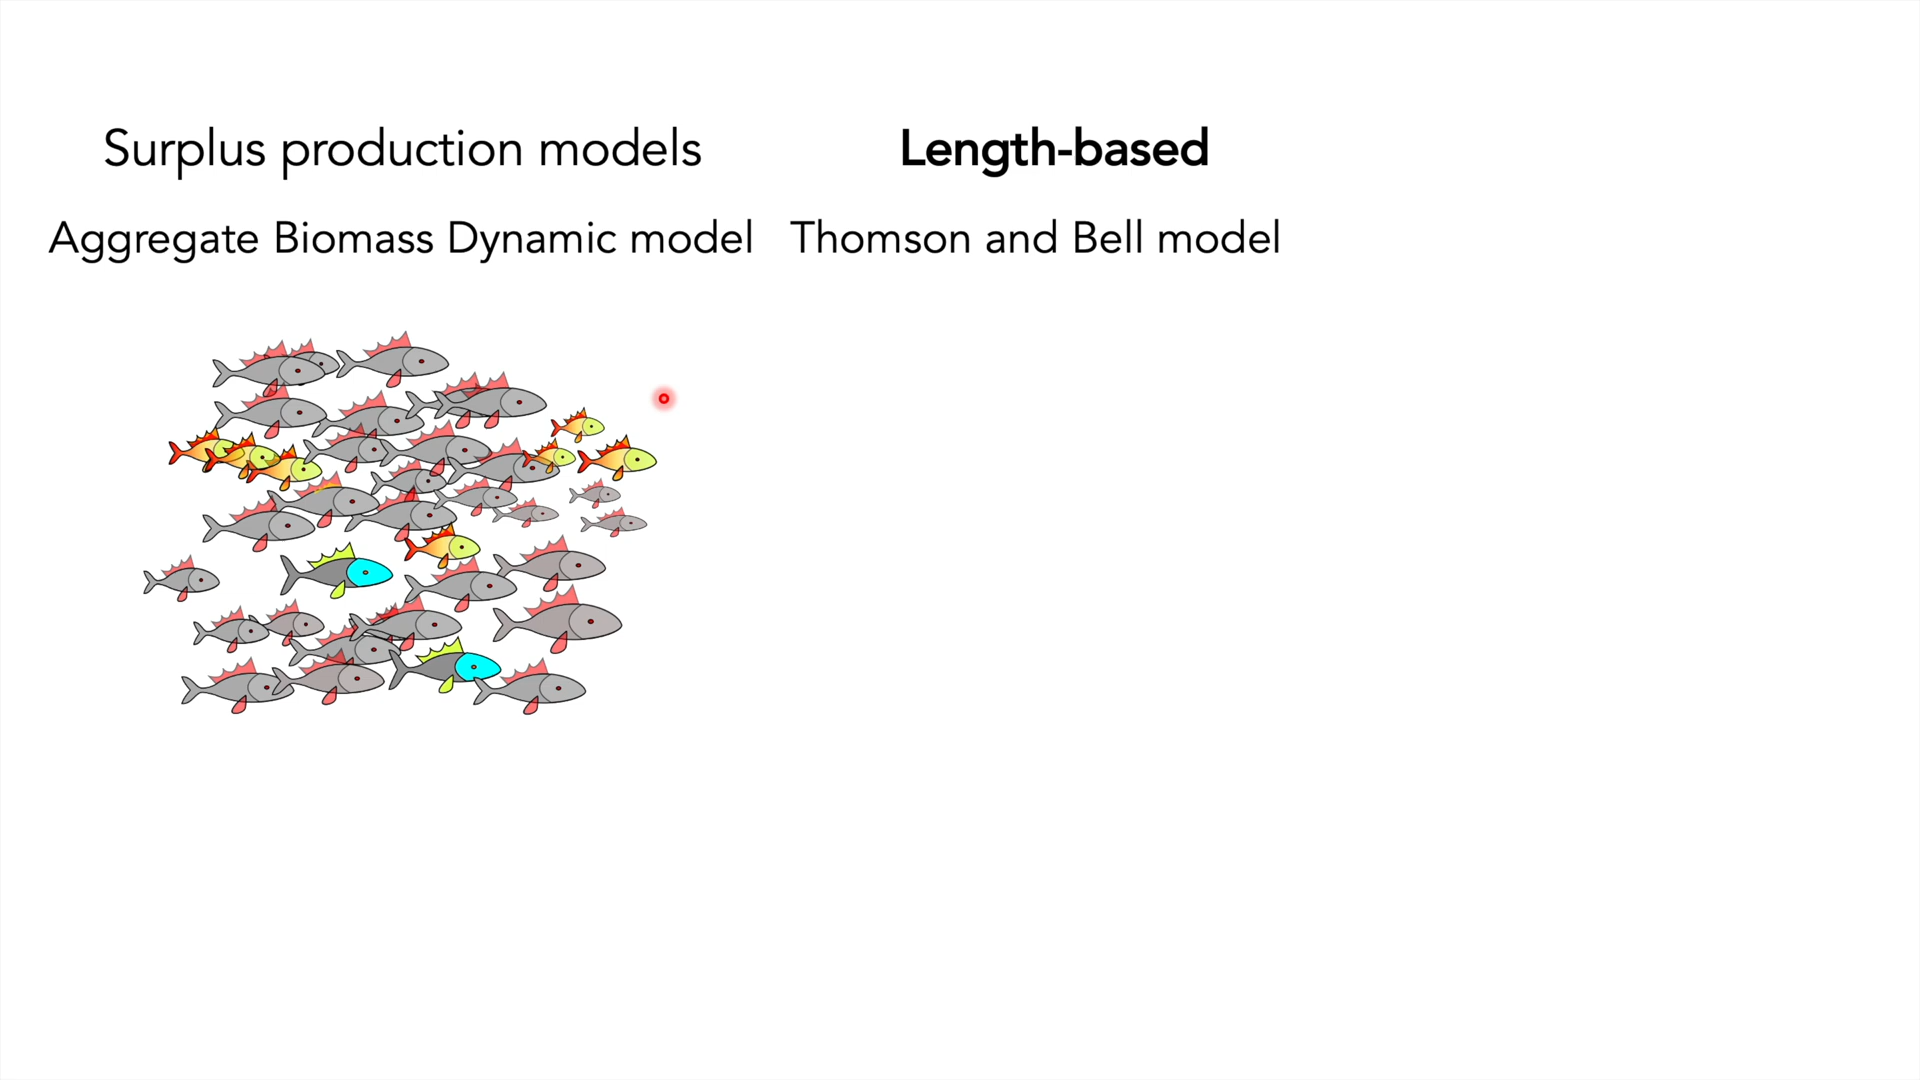 Surplus production models
Aggregate Biomass Dynamic model
Length-based
Thomson and Bell model